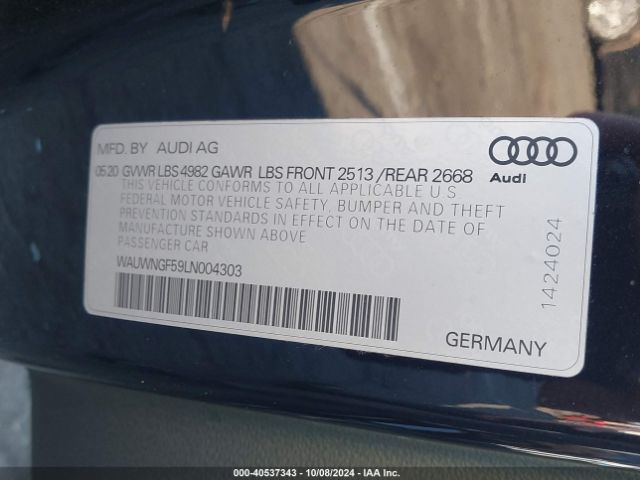 MFD. BY AUDI AG
0520 GVWR LBS 4982 GAWR LBS FRONT 2513 /REAR 2668
THIS VEHICLE CONFORMS TO ALL APPLICABLE U S
FEDERAL MOTOR VEHICLE SAFETY, BUMPER AND THEFT
PREVENTION STANDARDS IN EFFECT ON THE DATE OF
MANUFACTURE SHOWN ABOVE
PASSENGER CAR
WAUWNGF59LN004303
Audi
1424024
GERMANY
000-40537343 - 10/08/2024 - IAA Inc.